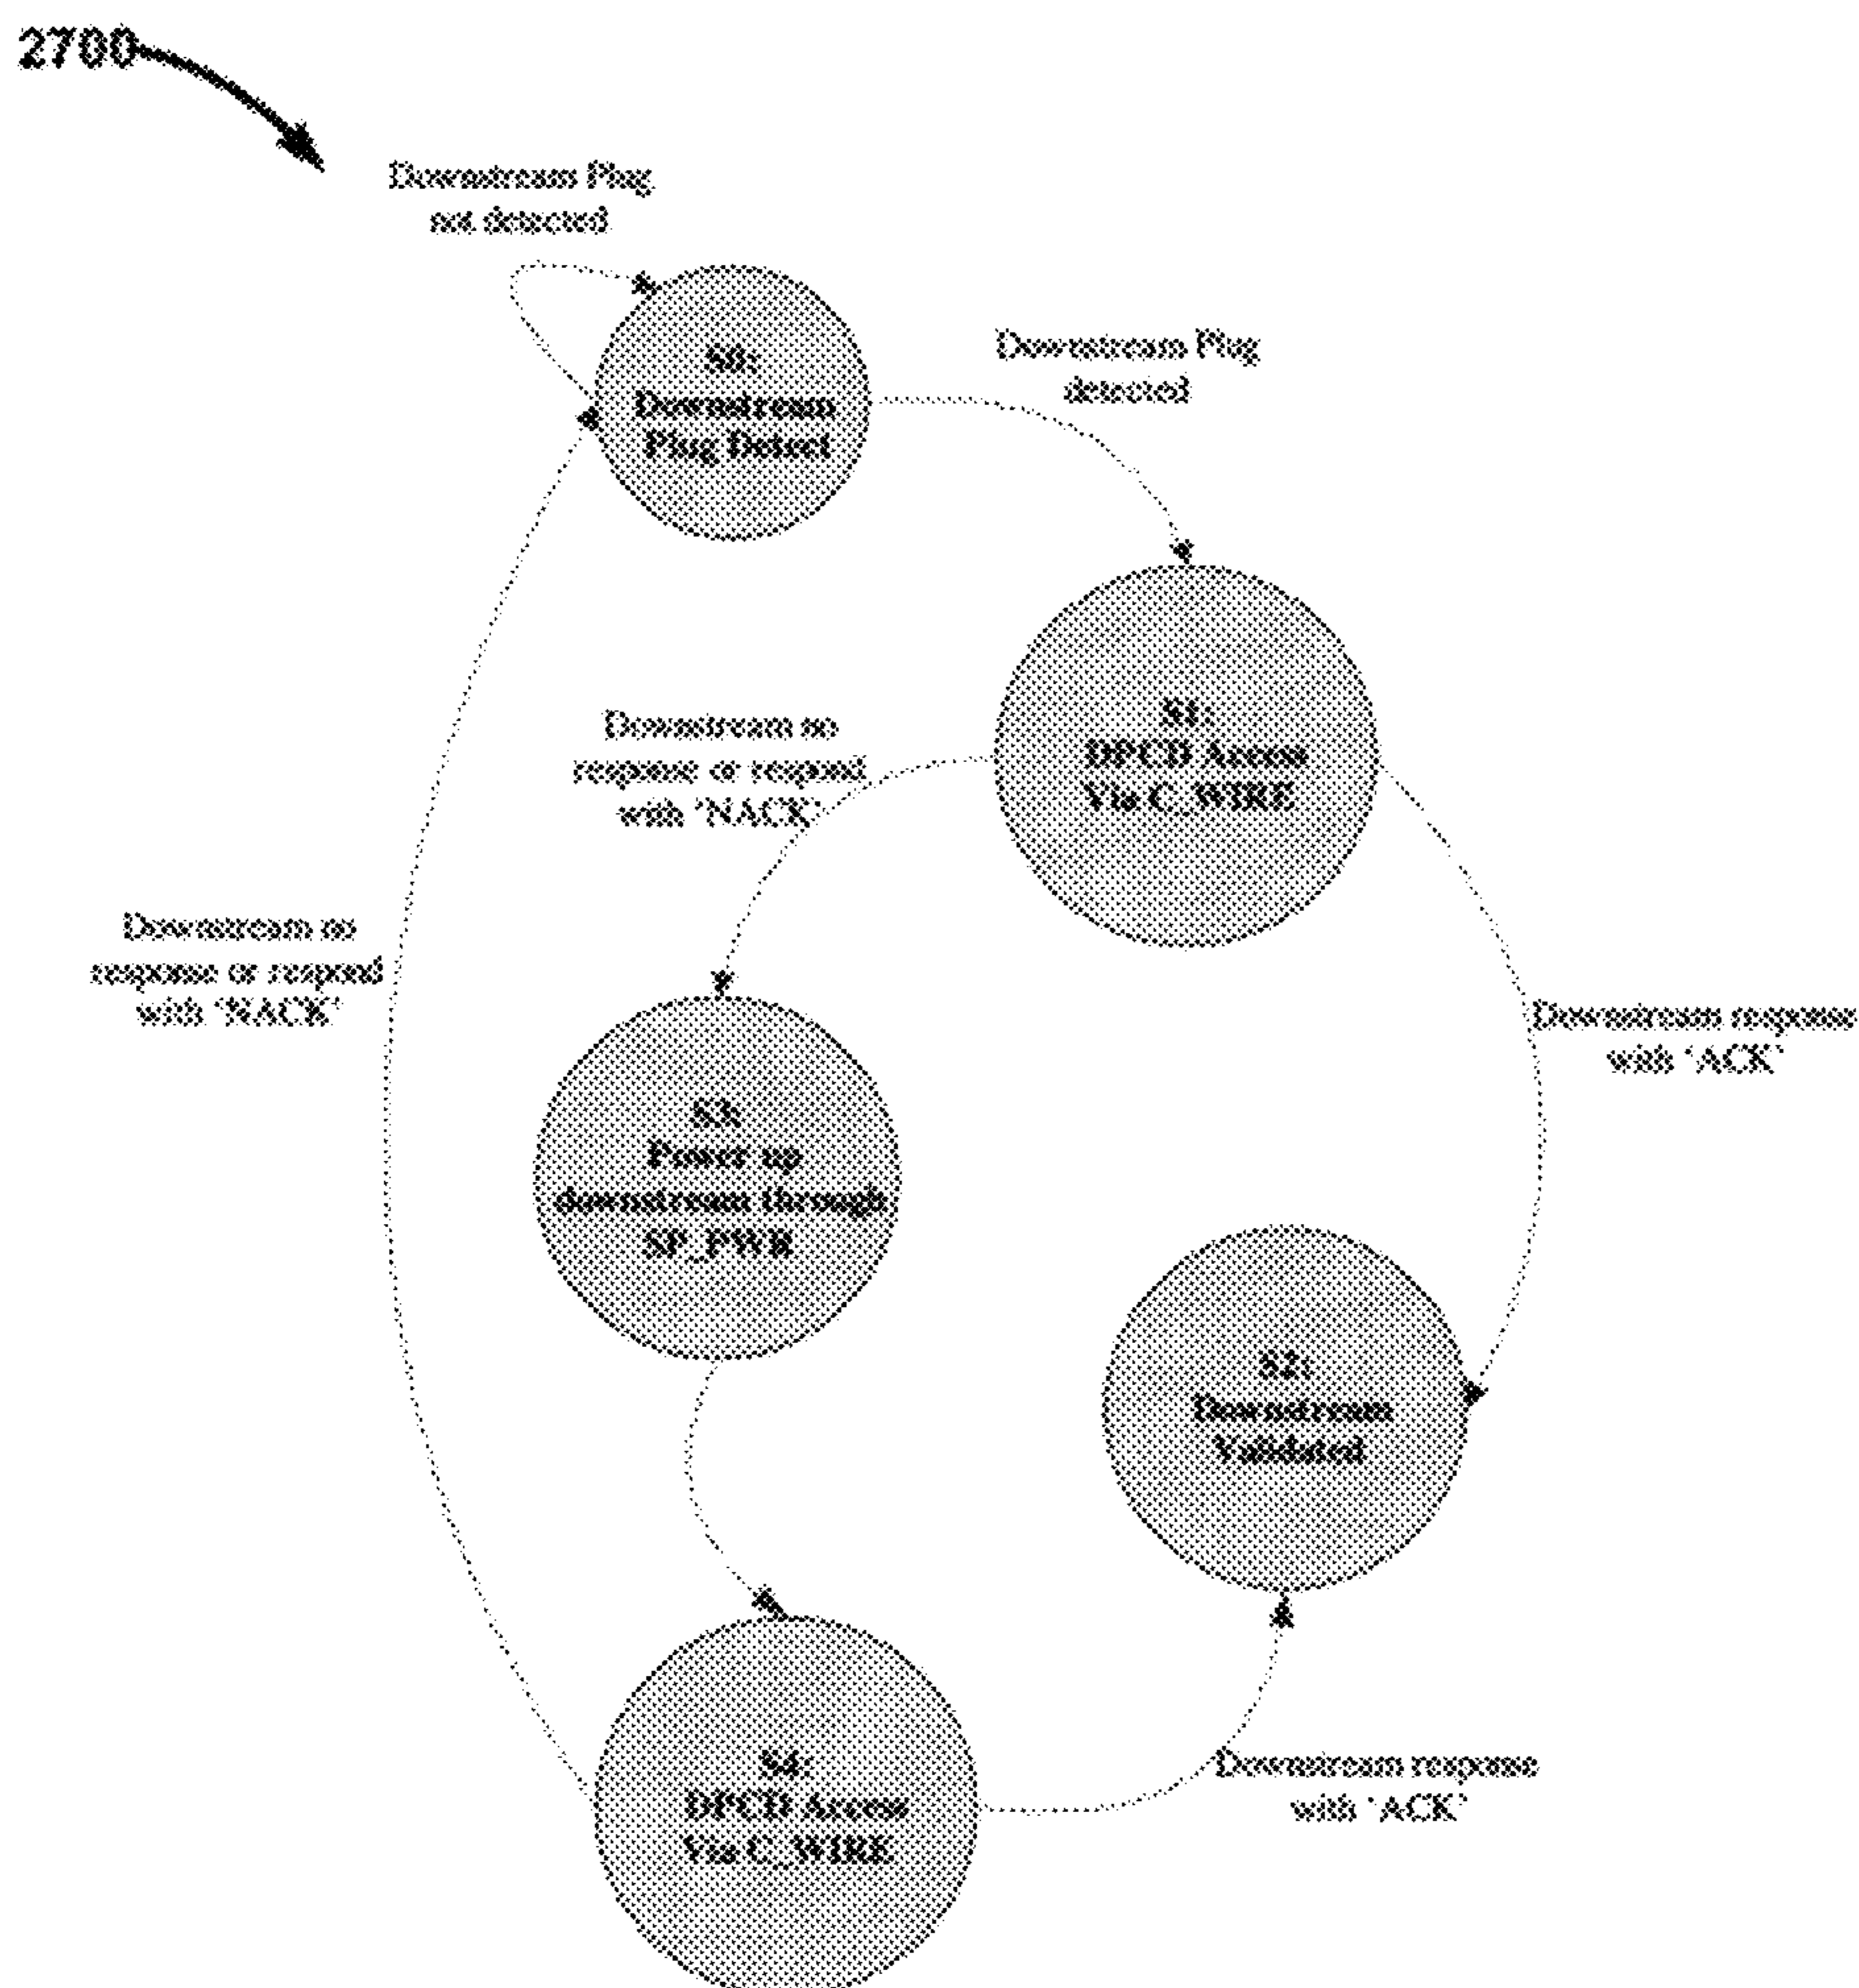 2700
Downstream Plug
not detected
S0:
Downstream
Plug Detect
Downstream Plug
detected
S1:
DPCD Access
Via C_WIRE
Downstream no
response or respond
with ‘NACK’
Downstream no
response or respond
with ‘NACK’
Downstream response
with ‘ACK’
S3:
Power up
downstream through
SP_PWR
S2:
Downstream
Validated
S4:
DPCD Access
Via C_WIRE
Downstream response
with ‘ACK’